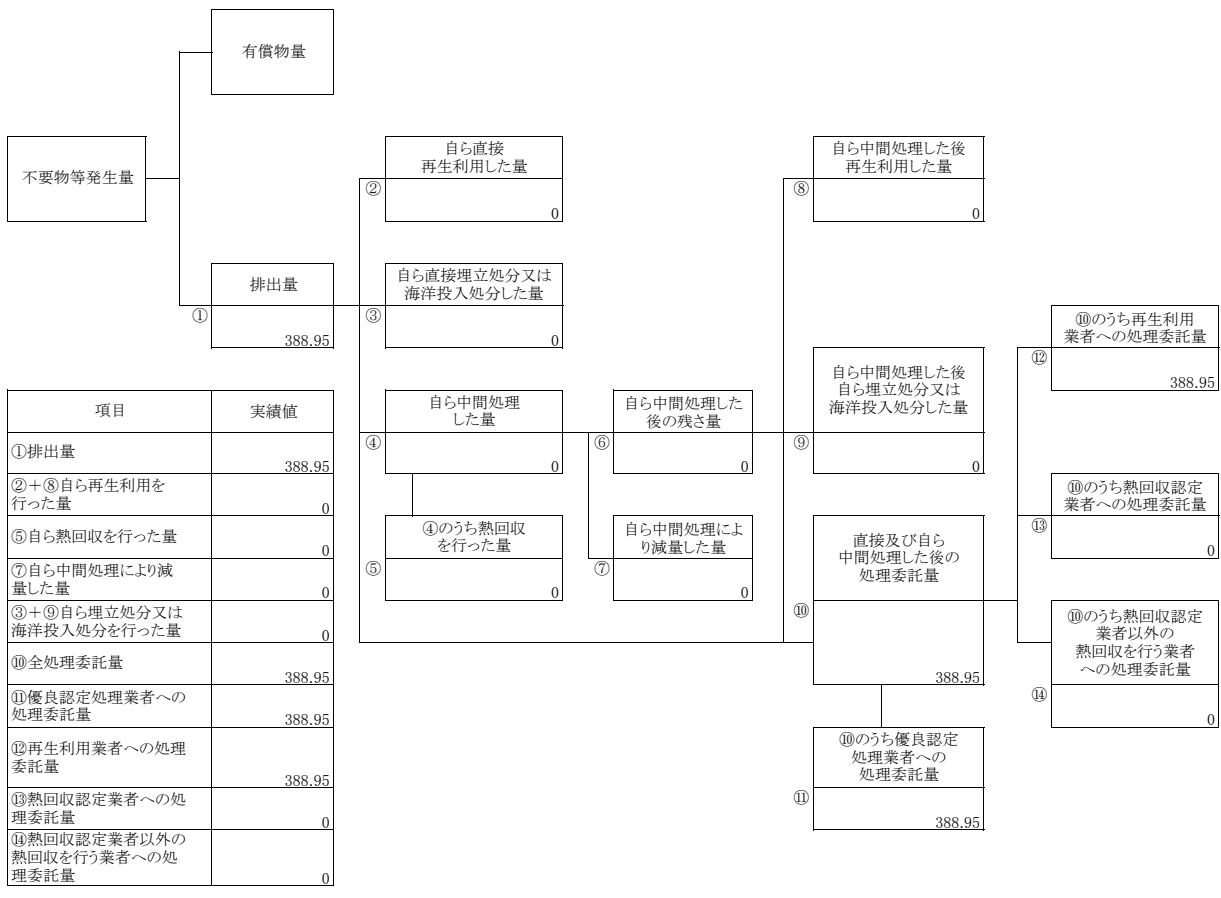 有償物量
不要物等発生量
排出量
①
388.95
自ら直接
再生利用した量
②
0
自ら直接埋立処分又は
海洋投入処分した量
③
0
自ら中間処理
した量
④
0
④のうち熱回収
を行った量
⑤
0
自ら中間処理した
後の残さ量
⑥
0
自ら中間処理によ
り減量した量
⑦
0
自ら中間処理した後
再生利用した量
⑧
0
自ら中間処理した後
自ら埋立処分又は
海洋投入処分した量
⑨
0
直接及び自ら
中間処理した後の
処理委託量
⑩
388.95
⑩のうち優良認定
処理業者への
処理委託量
⑪
388.95
⑩のうち再生利用
業者への処理委託量
⑫
388.95
⑩のうち熱回収認定
業者への処理委託量
⑬
0
⑩のうち熱回収認定
業者以外の
熱回収を行う業者
への処理委託量
⑭
0
項目 実績値
①排出量
388.95
②＋⑧自ら再生利用を
行った量
0
⑤自ら熱回収を行った量
0
⑦自ら中間処理により減
量した量
0
③＋⑨自ら埋立処分又は
海洋投入処分を行った量
0
⑩全処理委託量
388.95
⑪優良認定処理業者への
処理委託量
388.95
⑫再生利用業者への処理
委託量
388.95
⑬熱回収認定業者への処
理委託量
0
⑭熱回収認定業者以外の
熱回収を行う業者への処
理委託量
0